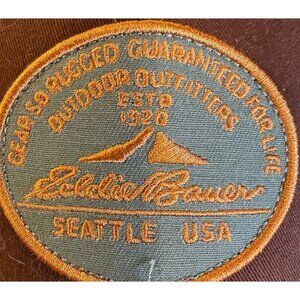 GEAR SO RUGGED GUARANTEED FOR LIFE
OUTDOOR OUTFITTERS
ESTD
1920
Eddie Bauer
SEATTLE USA